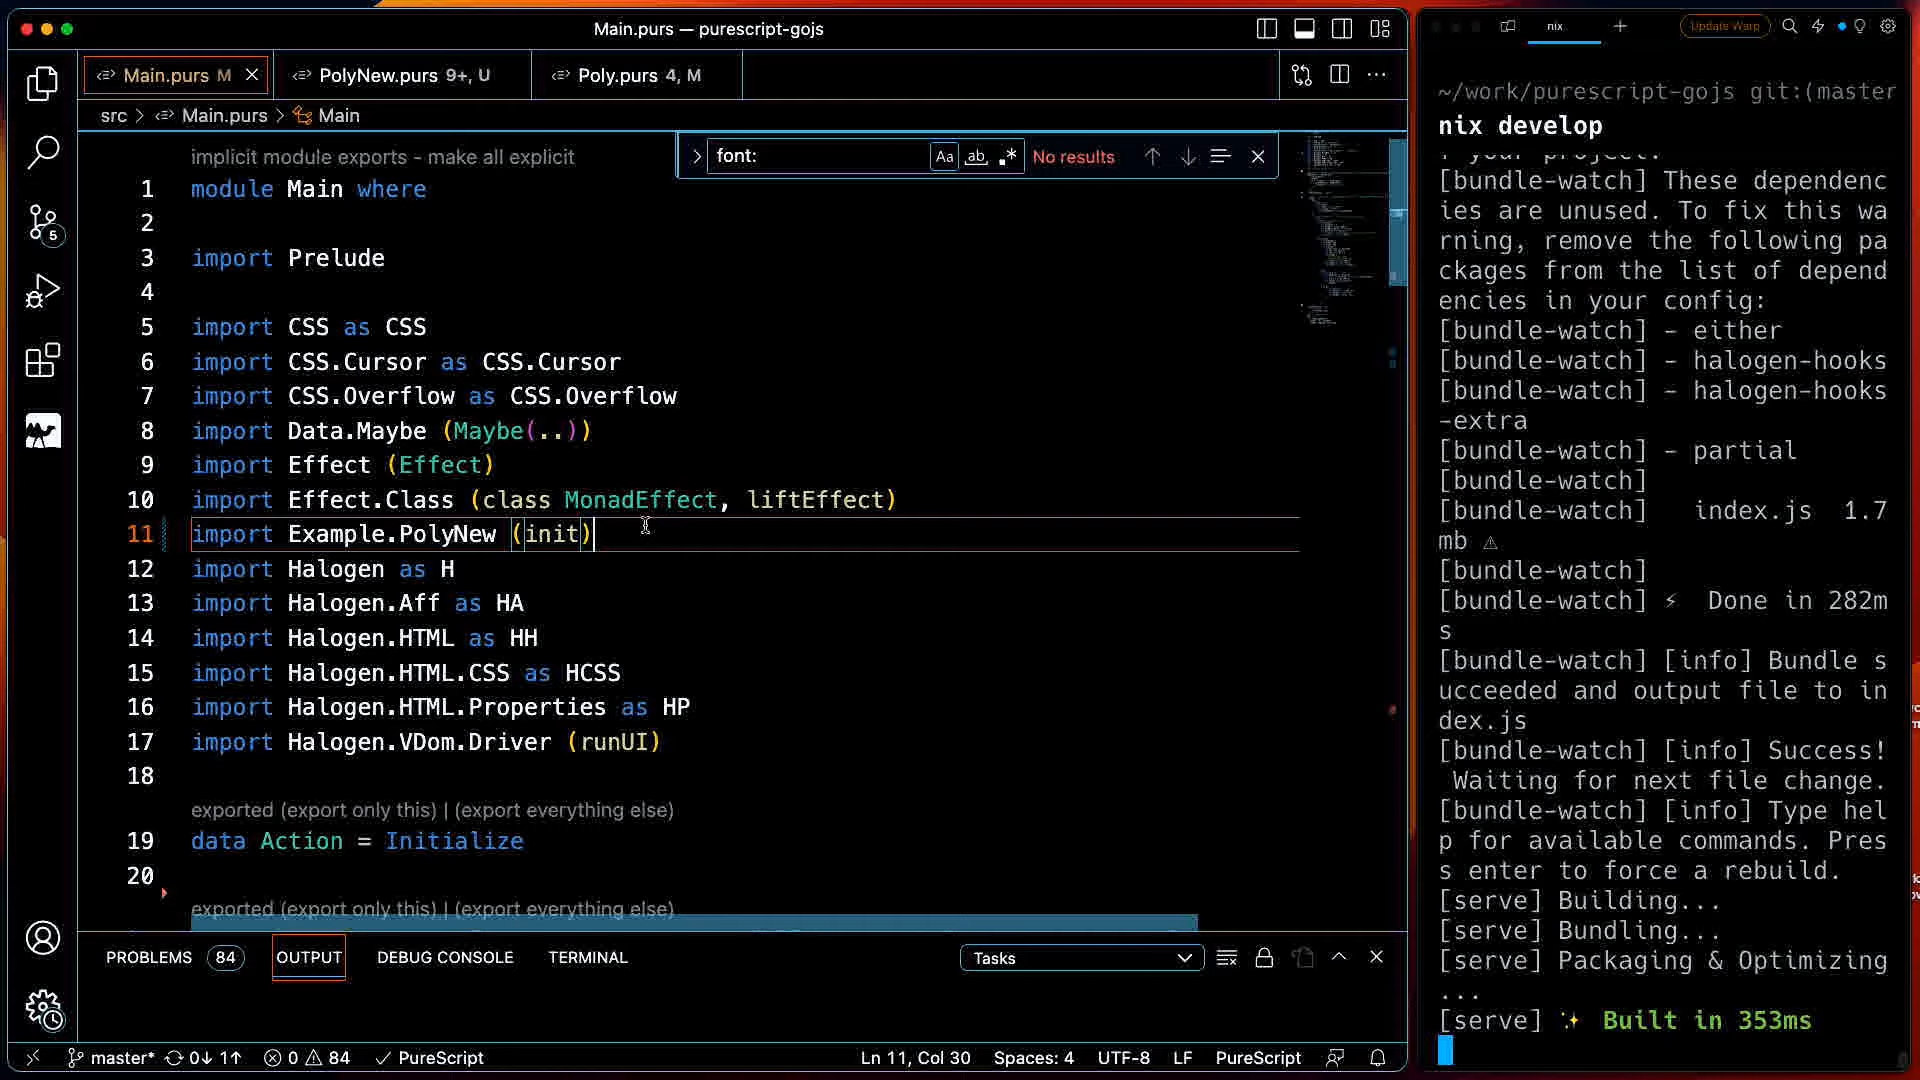 Main.purs — purescript-gojs
Main.purs M
PolyNew.purs 9+, U
Poly.purs 4, M
src > Main.purs > Main
font:
Aa ab .*
No results
implicit module exports - make all explicit
1 module Main where
2
3 import Prelude
4
5 import CSS as CSS
6 import CSS.Cursor as CSS.Cursor
7 import CSS.Overflow as CSS.Overflow
8 import Data.Maybe (Maybe(..))
9 import Effect (Effect)
10 import Effect.Class (class MonadEffect, liftEffect)
11 import Example.PolyNew (init)
12 import Halogen as H
13 import Halogen.Aff as HA
14 import Halogen.HTML as HH
15 import Halogen.HTML.CSS as HCSS
16 import Halogen.HTML.Properties as HP
17 import Halogen.VDom.Driver (runUI)
18
exported (export only this) | (export everything else)
19 data Action = Initialize
20
exported (export only this) | (export everything else)
5
PROBLEMS 84 OUTPUT DEBUG CONSOLE TERMINAL
Tasks
master* 0↓ 1↑ 0 84 PureScript
Ln 11, Col 30 Spaces: 4 UTF-8 LF PureScript
nix
Update Warp
~/work/purescript-gojs git:(master
nix develop
r your project.
[bundle-watch] These dependenc
ies are unused. To fix this wa
rning, remove the following pa
ckages from the list of depend
encies in your config:
[bundle-watch] - either
[bundle-watch] - halogen-hooks
[bundle-watch] - halogen-hooks
-extra
[bundle-watch] - partial
[bundle-watch]
[bundle-watch] index.js 1.7
mb ⚠
[bundle-watch]
[bundle-watch] ⚡ Done in 282m
s
[bundle-watch] [info] Bundle s
ucceeded and output file to in
dex.js
[bundle-watch] [info] Success!
Waiting for next file change.
[bundle-watch] [info] Type hel
p for available commands. Pres
s enter to force a rebuild.
[serve] Building...
[serve] Bundling...
[serve] Packaging & Optimizing
...
[serve] ✨ Built in 353ms